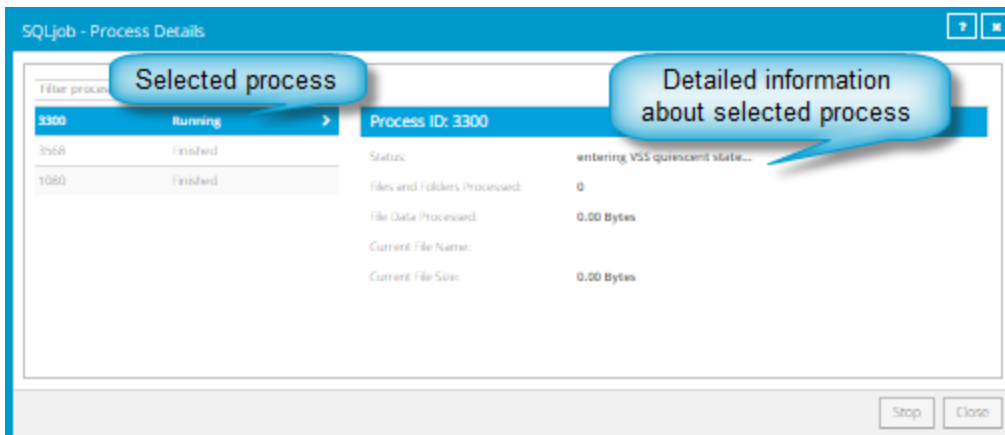 SQLjob - Process Details
? x
Selected process
Detailed information
about selected process
Filter
3300 Running >
Process ID: 3300
3568 Finished
1080 Finished
Status: entering VSS quiescent state...
Files and Folders Processed: 0
File Data Processed: 0.00 Bytes
Current File Name:
Current File Size: 0.00 Bytes
Stop Close